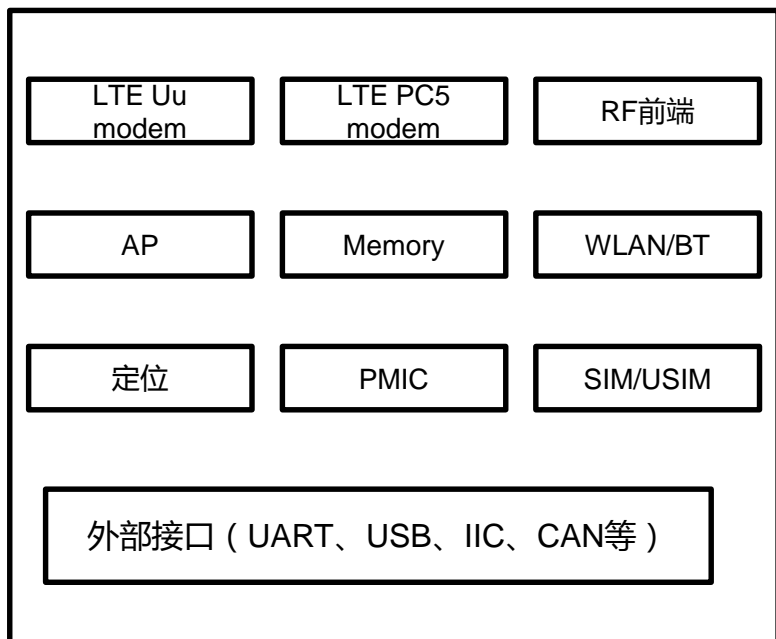 LTE Uu
modem
LTE PC5
modem
RF前端
AP
Memory
WLAN/BT
定位
PMIC
SIM/USIM
外部接口（UART、USB、IIC、CAN等）